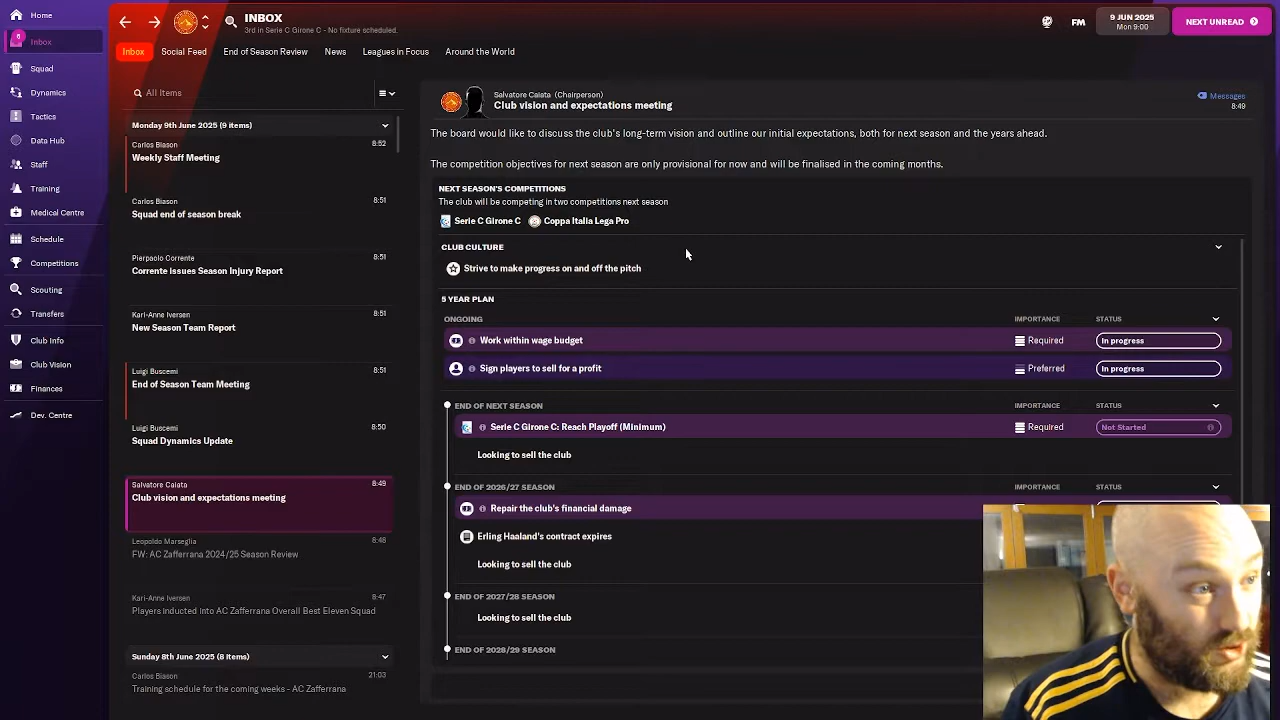 Home
6
Inbox
Squad
Dynamics
Tactics
Data Hub
Staff
Training
Medical Centre
Schedule
Competitions
Scouting
Transfers
Club Info
Club Vision
Finances
Dev. Centre
INBOX
3rd in Serie C Girone C - No fixture scheduled.
FM
9 JUN 2025
Mon 9:00
NEXT UNREAD
Inbox
Social Feed
End of Season Review
News
Leagues in Focus
Around the World
All Items
Monday 9th June 2025 (9 items)
Carlos Biason 8:52
Weekly Staff Meeting
Carlos Biason 8:51
Squad end of season break
Pierpaolo Corrente 8:51
Corrente issues Season Injury Report
Kari-Anne Iversen 8:51
New Season Team Report
Luigi Buscemi 8:51
End of Season Team Meeting
Luigi Buscemi 8:50
Squad Dynamics Update
Salvatore Caiata 8:49
Club vision and expectations meeting
Leopoldo Marseglia 8:48
FW: AC Zafferrana 2024/25 Season Review
Kari-Anne Iversen 8:47
Players inducted into AC Zafferrana Overall Best Eleven Squad
Sunday 8th June 2025 (8 items)
Carlos Biason 21:03
Training schedule for the coming weeks - AC Zafferrana
Salvatore Caiata (Chairperson)
Club vision and expectations meeting
Messages
8:49
The board would like to discuss the club's long-term vision and outline our initial expectations, both for next season and the years ahead.
The competition objectives for next season are only provisional for now and will be finalised in the coming months.
NEXT SEASON'S COMPETITIONS
The club will be competing in two competitions next season
Serie C Girone C Coppa Italia Lega Pro
CLUB CULTURE
Strive to make progress on and off the pitch
5 YEAR PLAN
ONGOING IMPORTANCE STATUS
Work within wage budget Required In progress
Sign players to sell for a profit Preferred In progress
END OF NEXT SEASON IMPORTANCE STATUS
Serie C Girone C: Reach Playoff (Minimum) Required Not Started
Looking to sell the club
END OF 2026/27 SEASON IMPORTANCE STATUS
Repair the club's financial damage
Erling Haaland's contract expires
Looking to sell the club
END OF 2027/28 SEASON
Looking to sell the club
END OF 2028/29 SEASON